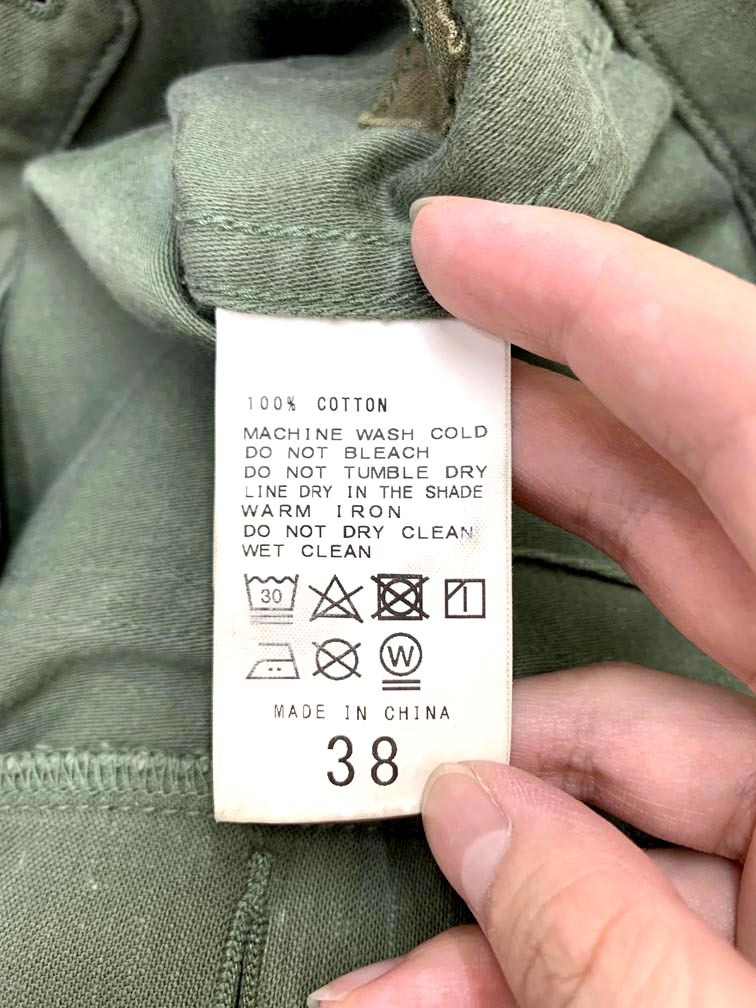 100% COTTON
MACHINE WASH COLD
DO NOT BLEACH
DO NOT TUMBLE DRY
LINE DRY IN THE SHADE
WARM IRON
DO NOT DRY CLEAN
WET CLEAN
30
W
MADE IN CHINA
38